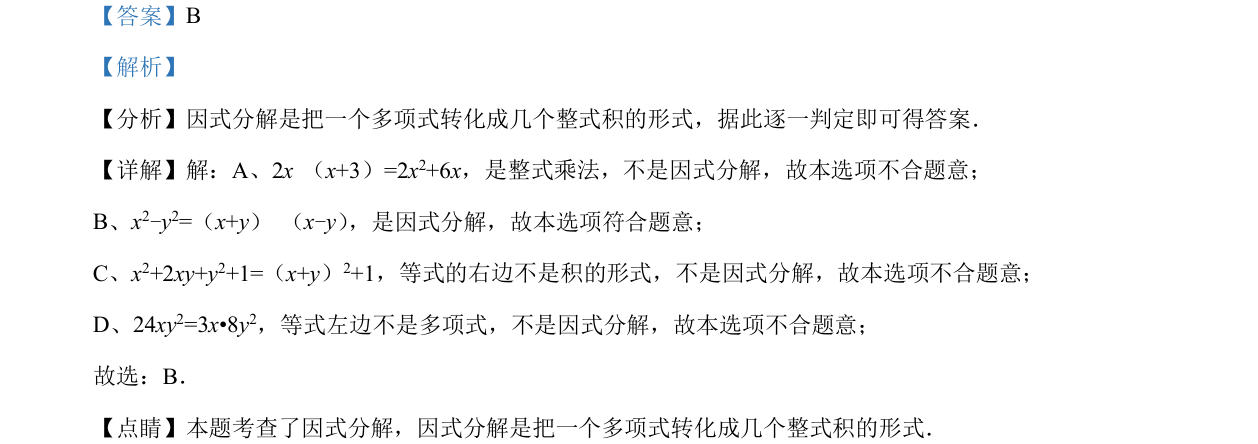 【答案】B
【解析】
【分析】因式分解是把一个多项式转化成几个整式积的形式，据此逐一判定即可得答案．
【详解】解：A、2x （x+3）=2x²+6x，是整式乘法，不是因式分解，故本选项不合题意；
B、x²−y²=（x+y） （x−y），是因式分解，故本选项符合题意；
C、x²+2xy+y²+1=（x+y）²+1，等式的右边不是积的形式，不是因式分解，故本选项不合题意；
D、24xy²=3x•8y²，等式左边不是多项式，不是因式分解，故本选项不合题意；
故选：B．
【点睛】本题考查了因式分解，因式分解是把一个多项式转化成几个整式积的形式．